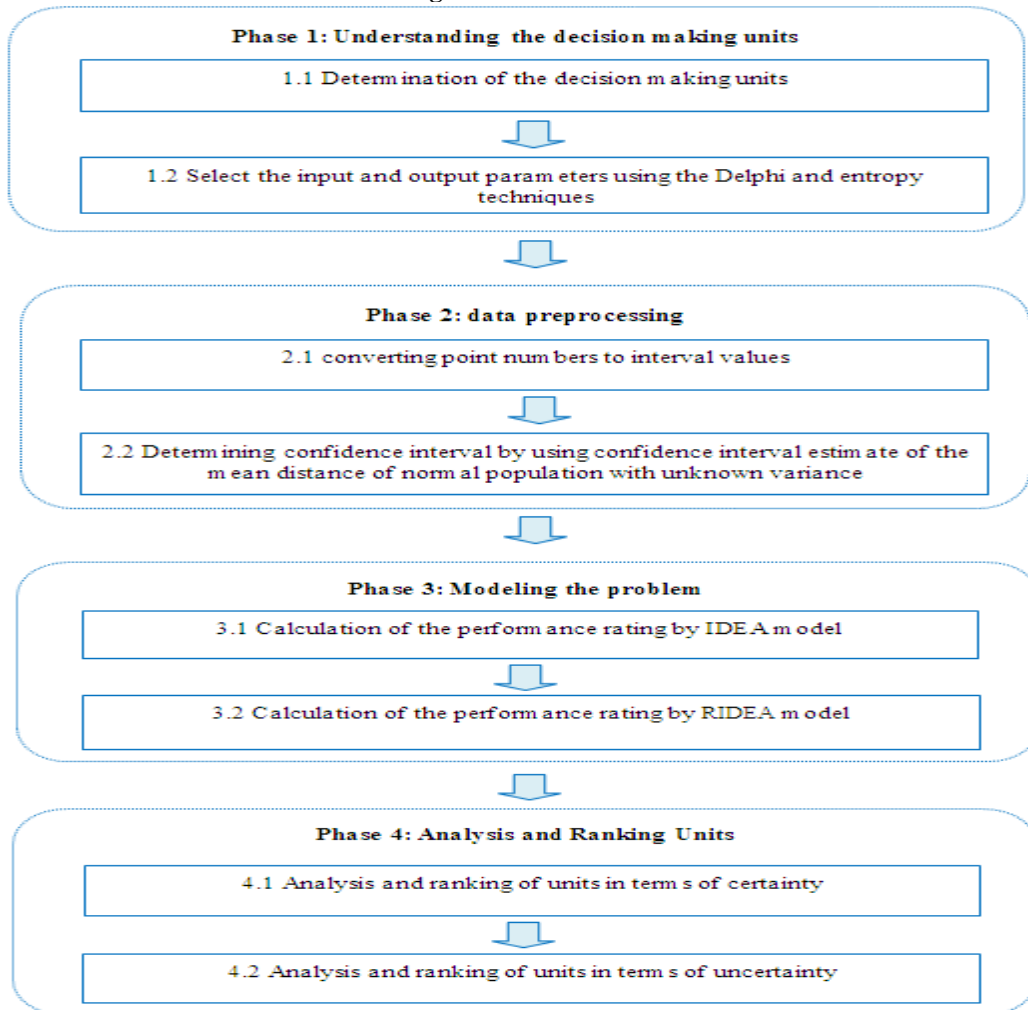 Phase 1: Understanding the decision making units
1.1 Determination of the decision making units
1.2 Select the input and output parameters using the Delphi and entropy
techniques
Phase 2: data preprocessing
2.1 converting point numbers to interval values
2.2 Determining confidence interval by using confidence interval estimate of the
mean distance of normal population with unknown variance
Phase 3: Modeling the problem
3.1 Calculation of the performance rating by IDEA model
3.2 Calculation of the performance rating by RIDEA model
Phase 4: Analysis and Ranking Units
4.1 Analysis and ranking of units in terms of certainty
4.2 Analysis and ranking of units in terms of uncertainty